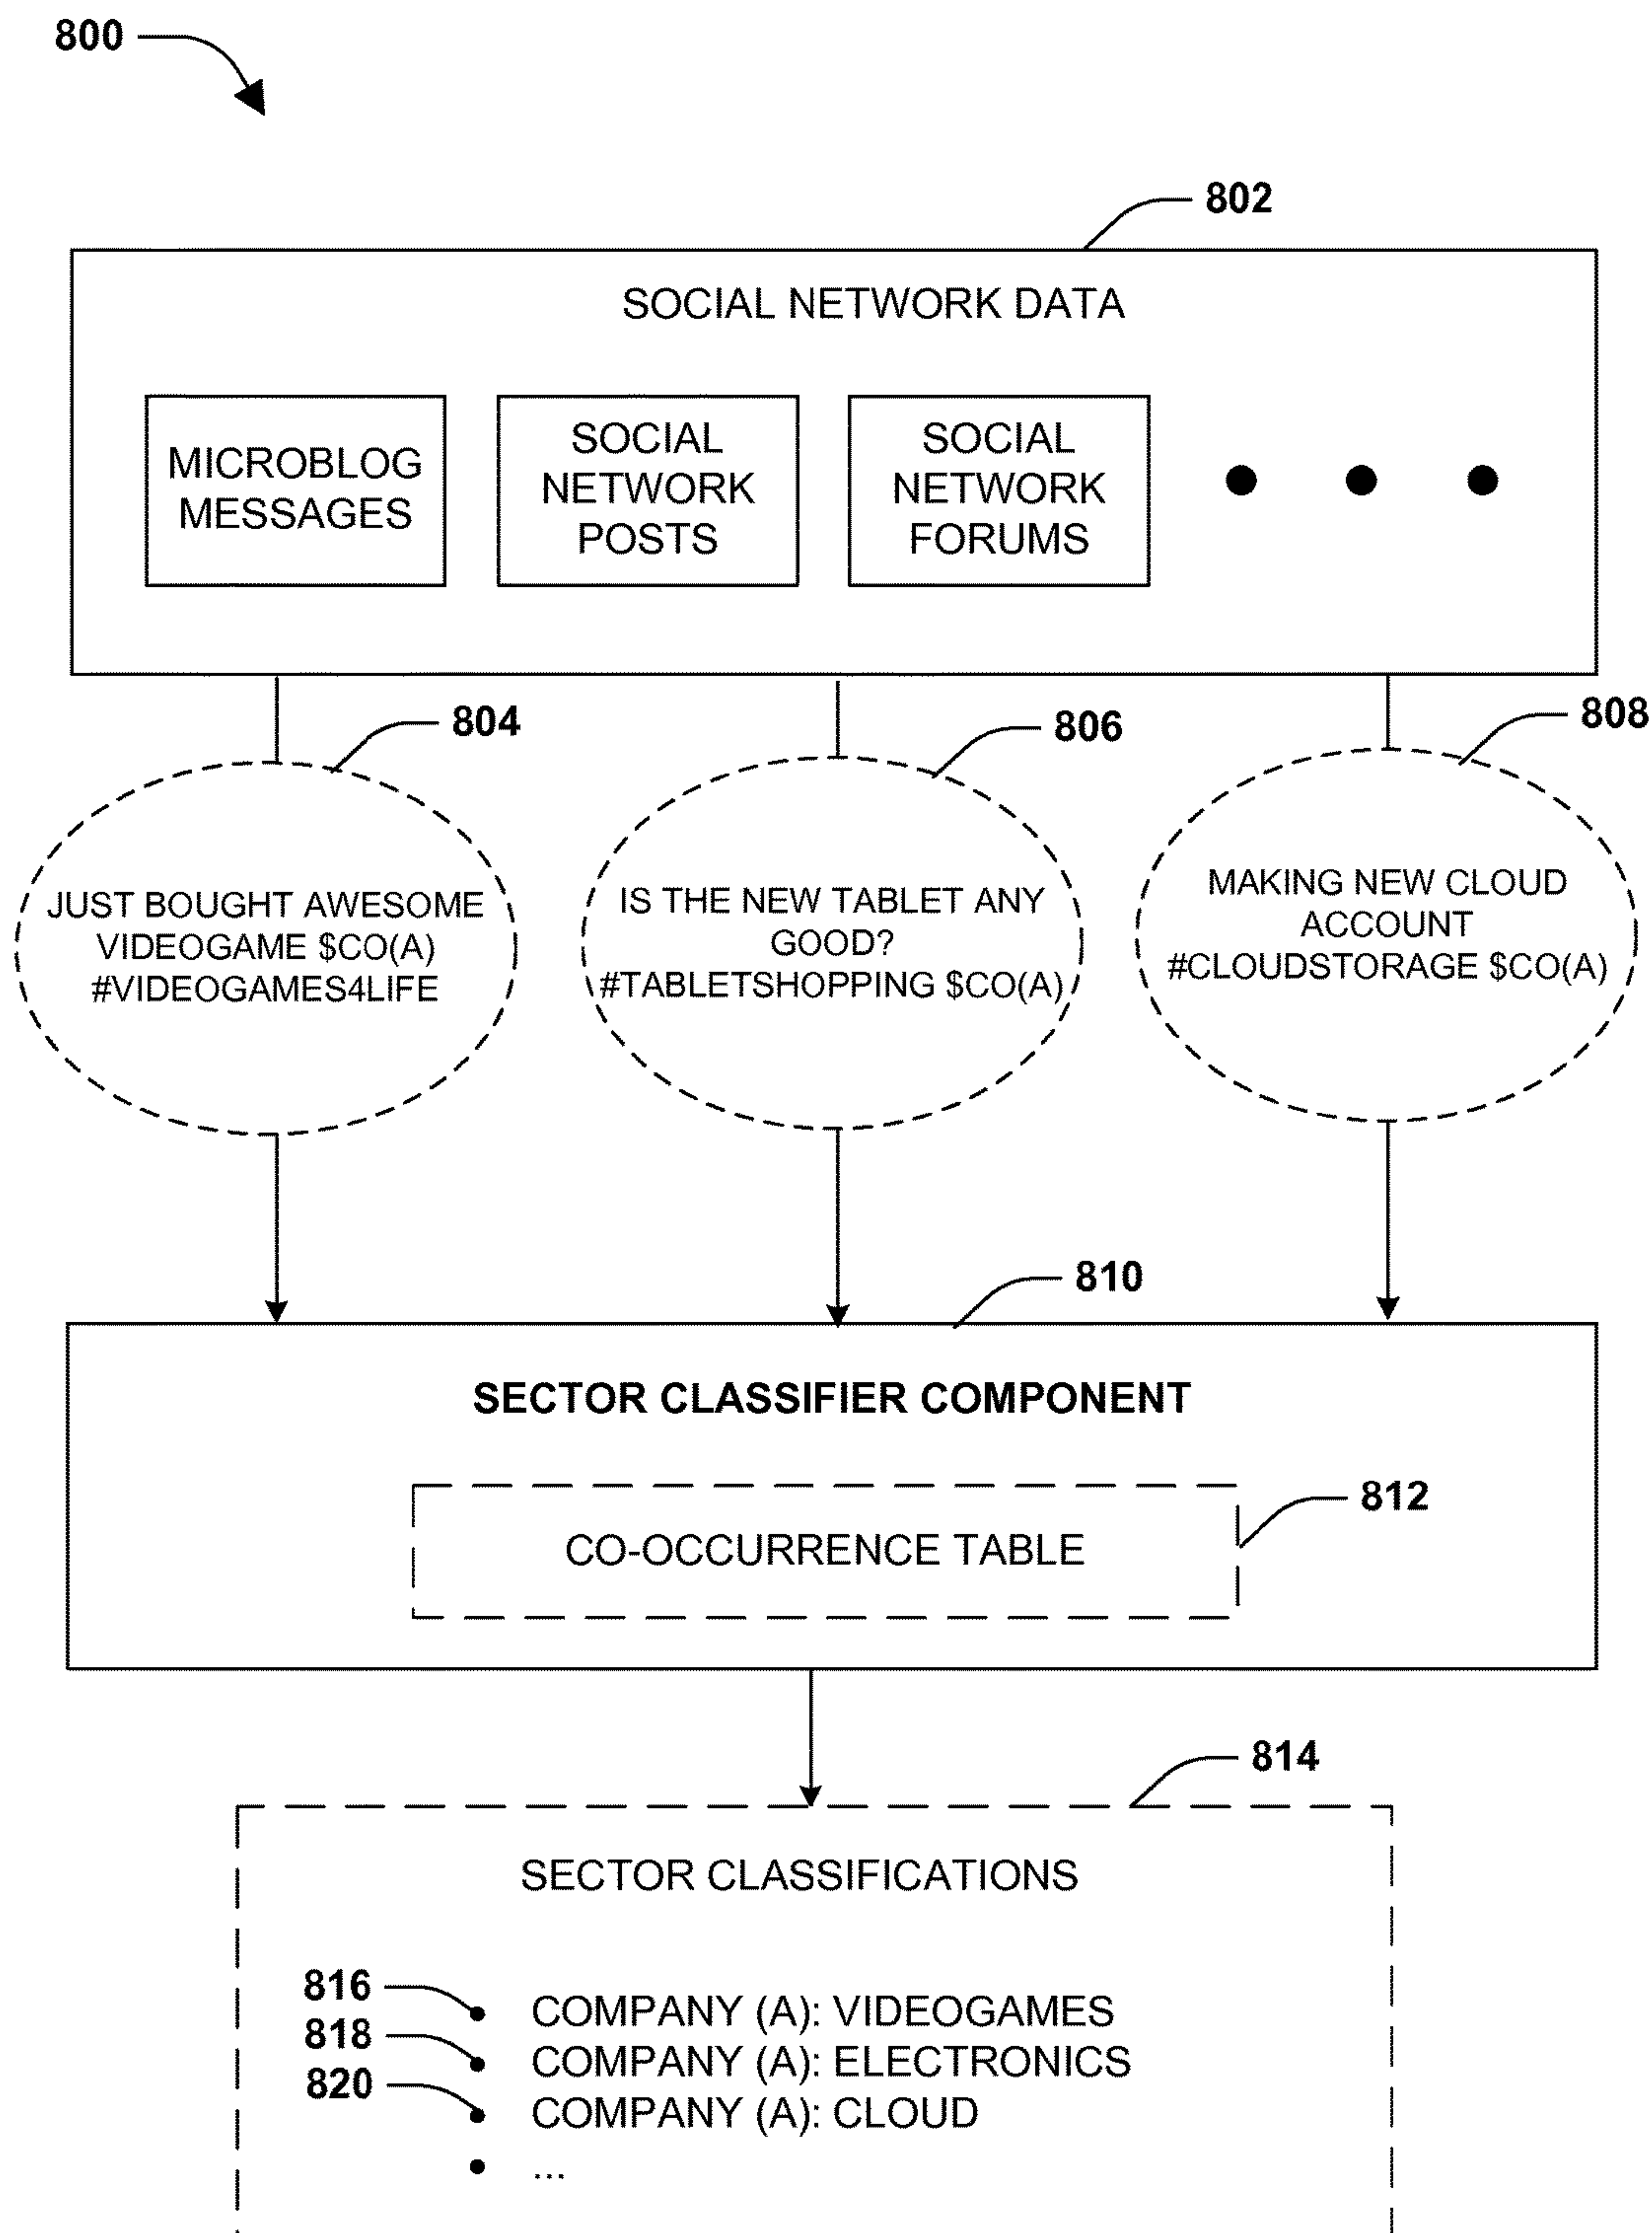 800
802
SOCIAL NETWORK DATA
MICROBLOG
MESSAGES
SOCIAL
NETWORK
POSTS
SOCIAL
NETWORK
FORUMS
804
806
808
JUST BOUGHT AWESOME
VIDEOGAME $CO(A)
#VIDEOGAMES4LIFE
IS THE NEW TABLET ANY
GOOD?
#TABLETSHOPPING $CO(A)
MAKING NEW CLOUD
ACCOUNT
#CLOUDSTORAGE $CO(A)
810
SECTOR CLASSIFIER COMPONENT
812
CO-OCCURRENCE TABLE
814
SECTOR CLASSIFICATIONS
816
• COMPANY (A): VIDEOGAMES
818
• COMPANY (A): ELECTRONICS
820
• COMPANY (A): CLOUD
• ...